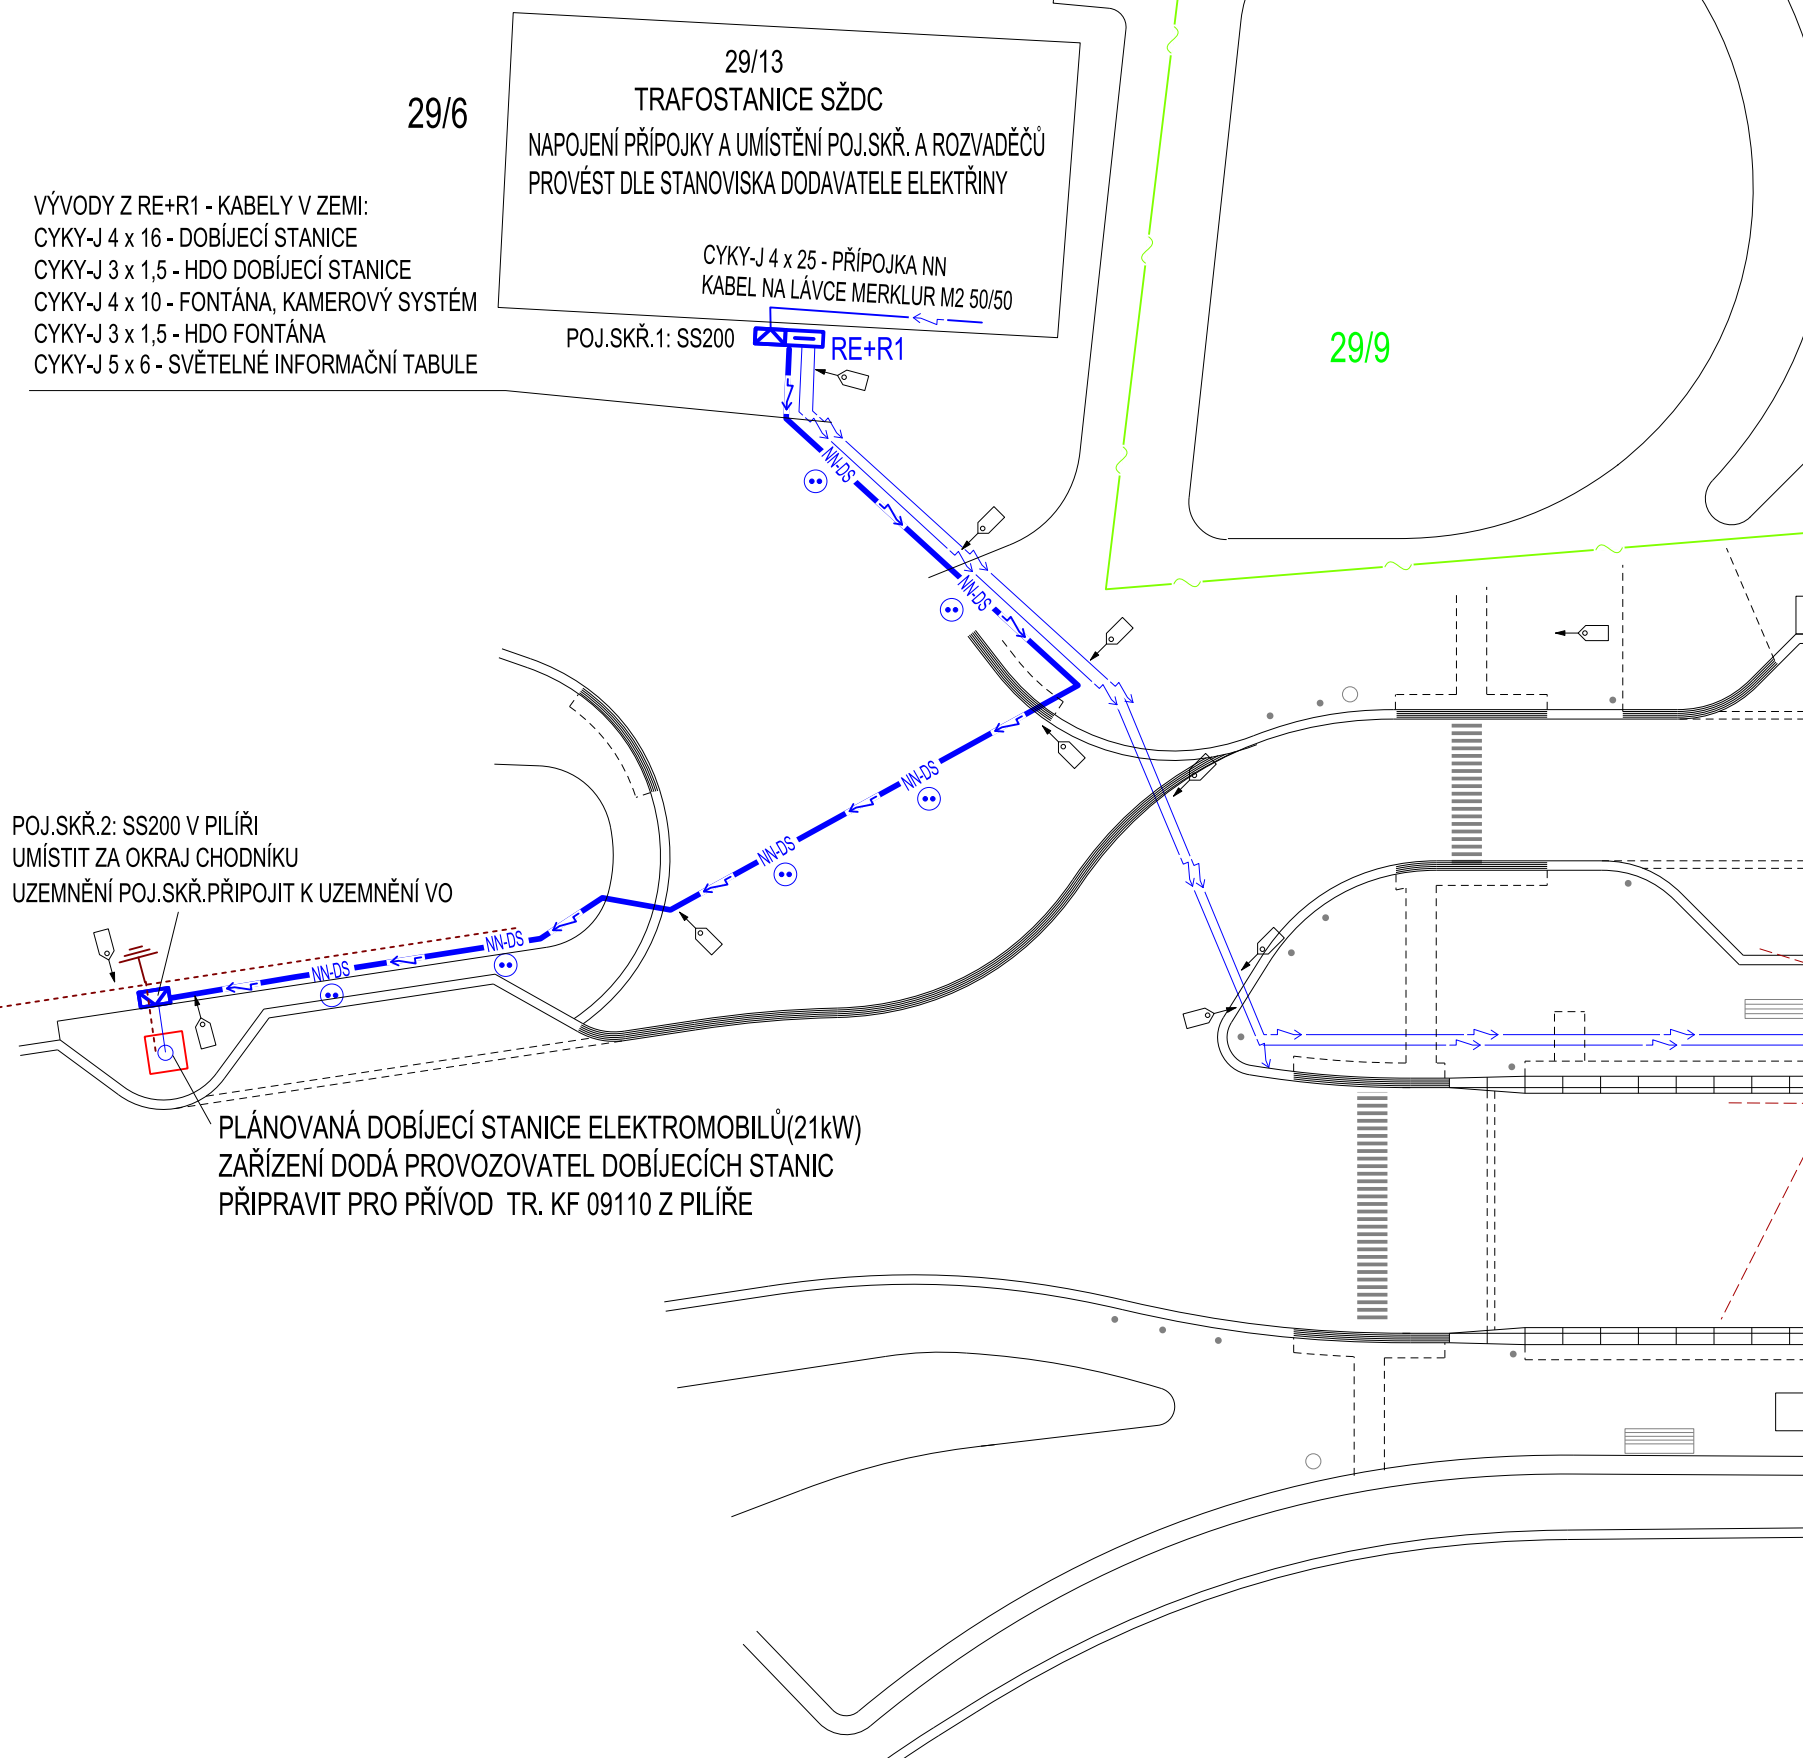 29/13
TRAFOSTANICE SŽDC
29/6
NAPOJENÍ PŘÍPOJKY A UMÍSTĚNÍ POJ.SKŘ. A ROZVADĚČŮ
PROVÉST DLE STANOVISKA DODAVATELE ELEKTŘINY
VÝVODY Z RE+R1 - KABELY V ZEMI:
CYKY-J 4 x 16 - DOBÍJECÍ STANICE
CYKY-J 3 x 1,5 - HDO DOBÍJECÍ STANICE
CYKY-J 4 x 10 - FONTÁNA, KAMEROVÝ SYSTÉM
CYKY-J 3 x 1,5 - HDO FONTÁNA
CYKY-J 5 x 6 - SVĚTELNÉ INFORMAČNÍ TABULE
CYKY-J 4 x 25 - PŘÍPOJKA NN
KABEL NA LÁVCE MERKLUR M2 50/50
POJ.SKŘ.1: SS200
RE+R1
29/9
NN-DS
NN-DS
NN-DS
NN-DS
NN-DS
NN-DS
POJ.SKŘ.2: SS200 V PILÍŘI
UMÍSTIT ZA OKRAJ CHODNÍKU
UZEMNĚNÍ POJ.SKŘ.PŘIPOJIT K UZEMNĚNÍ VO
PLÁNOVANÁ DOBÍJECÍ STANICE ELEKTROMOBILŮ(21kW)
ZAŘÍZENÍ DODÁ PROVOZOVATEL DOBÍJECÍCH STANIC
PŘIPRAVIT PRO PŘÍVOD TR. KF 09110 Z PILÍŘE